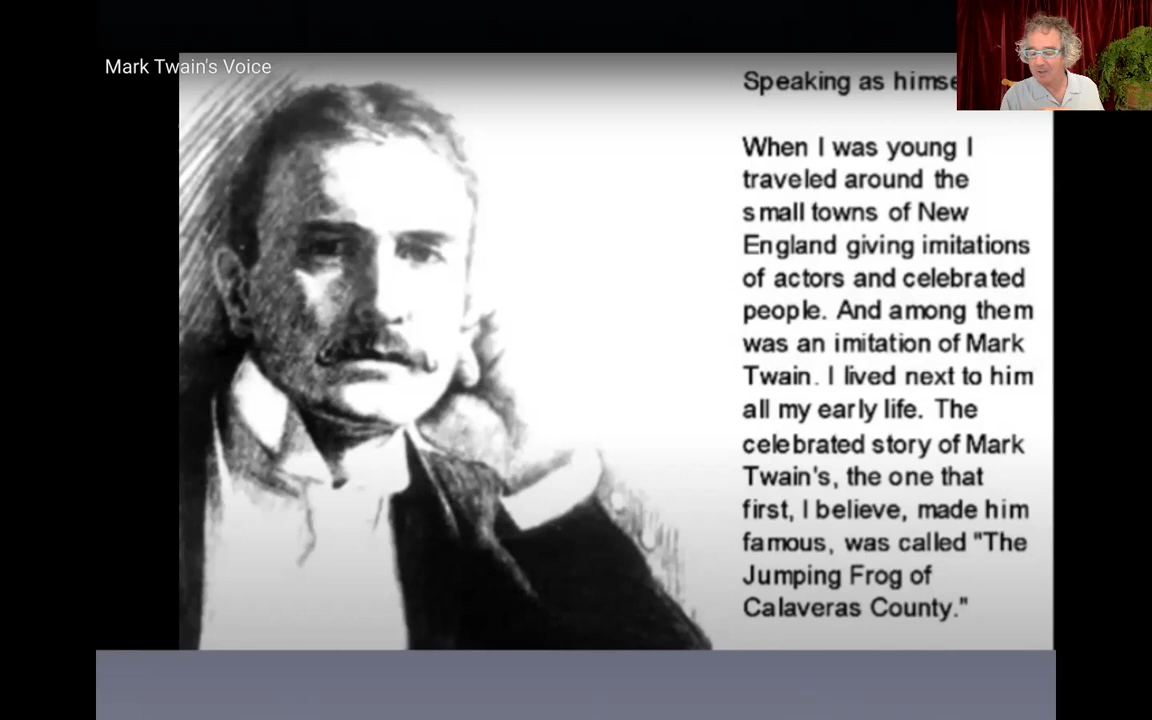 Mark Twain's Voice
Speaking as
When I was young I
traveled around the
small towns of New
England giving imitations
of actors and celebrated
people. And among them
was an imitation of Mark
Twain. I lived next to him
all my early life. The
celebrated story of Mark
Twain's, the one that
first, I believe, made him
famous, was called "The
Jumping Frog of
Calaveras County."